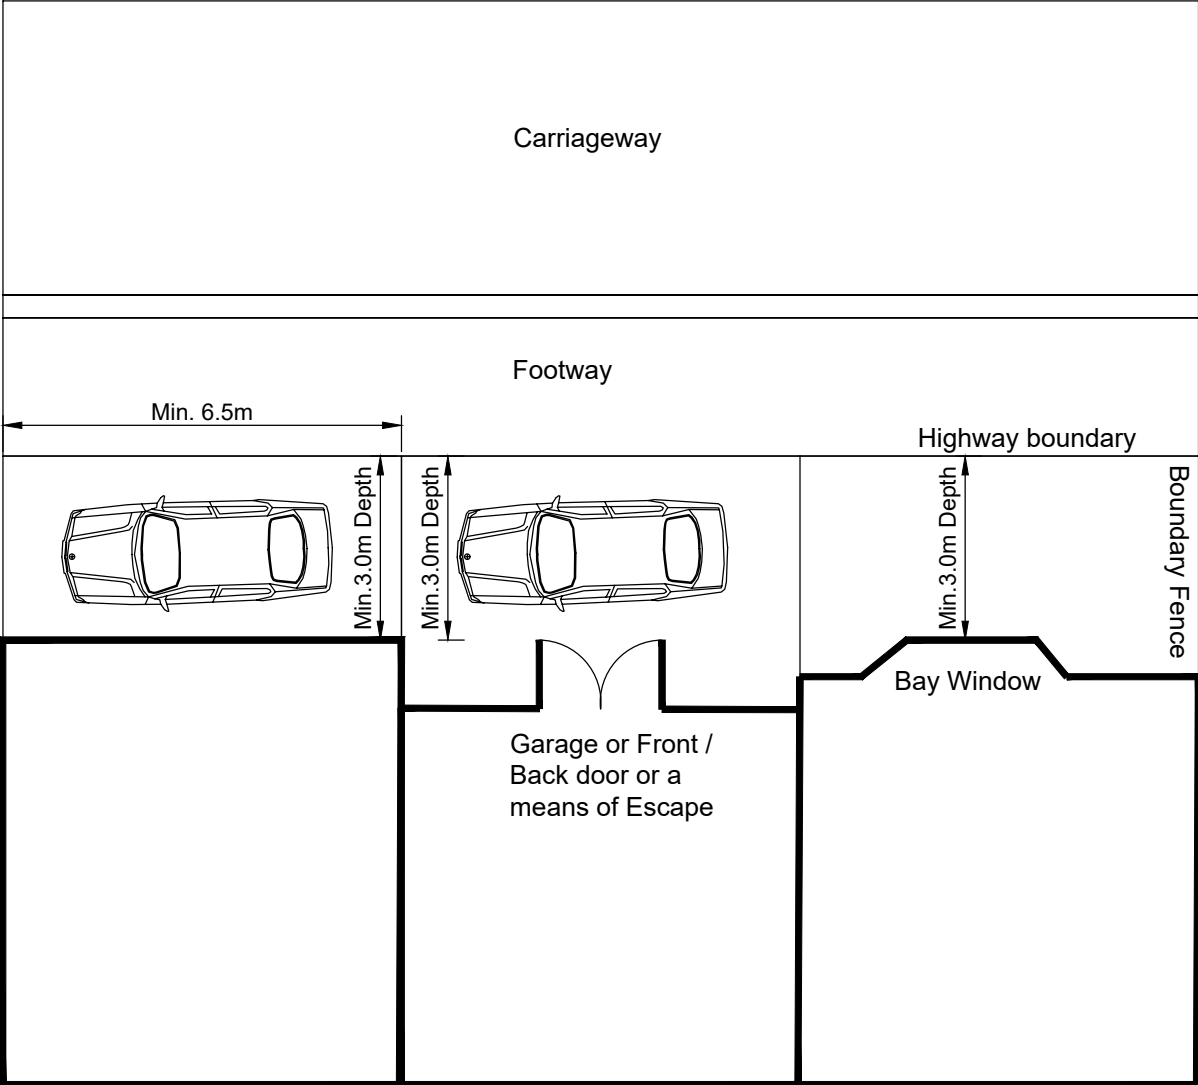 Carriageway
Footway
Min. 6.5m
Highway boundary
Min.3.0m Depth
Min.3.0m Depth
Min.3.0m Depth
Boundary Fence
Bay Window
Garage or Front /
Back door or a
means of Escape